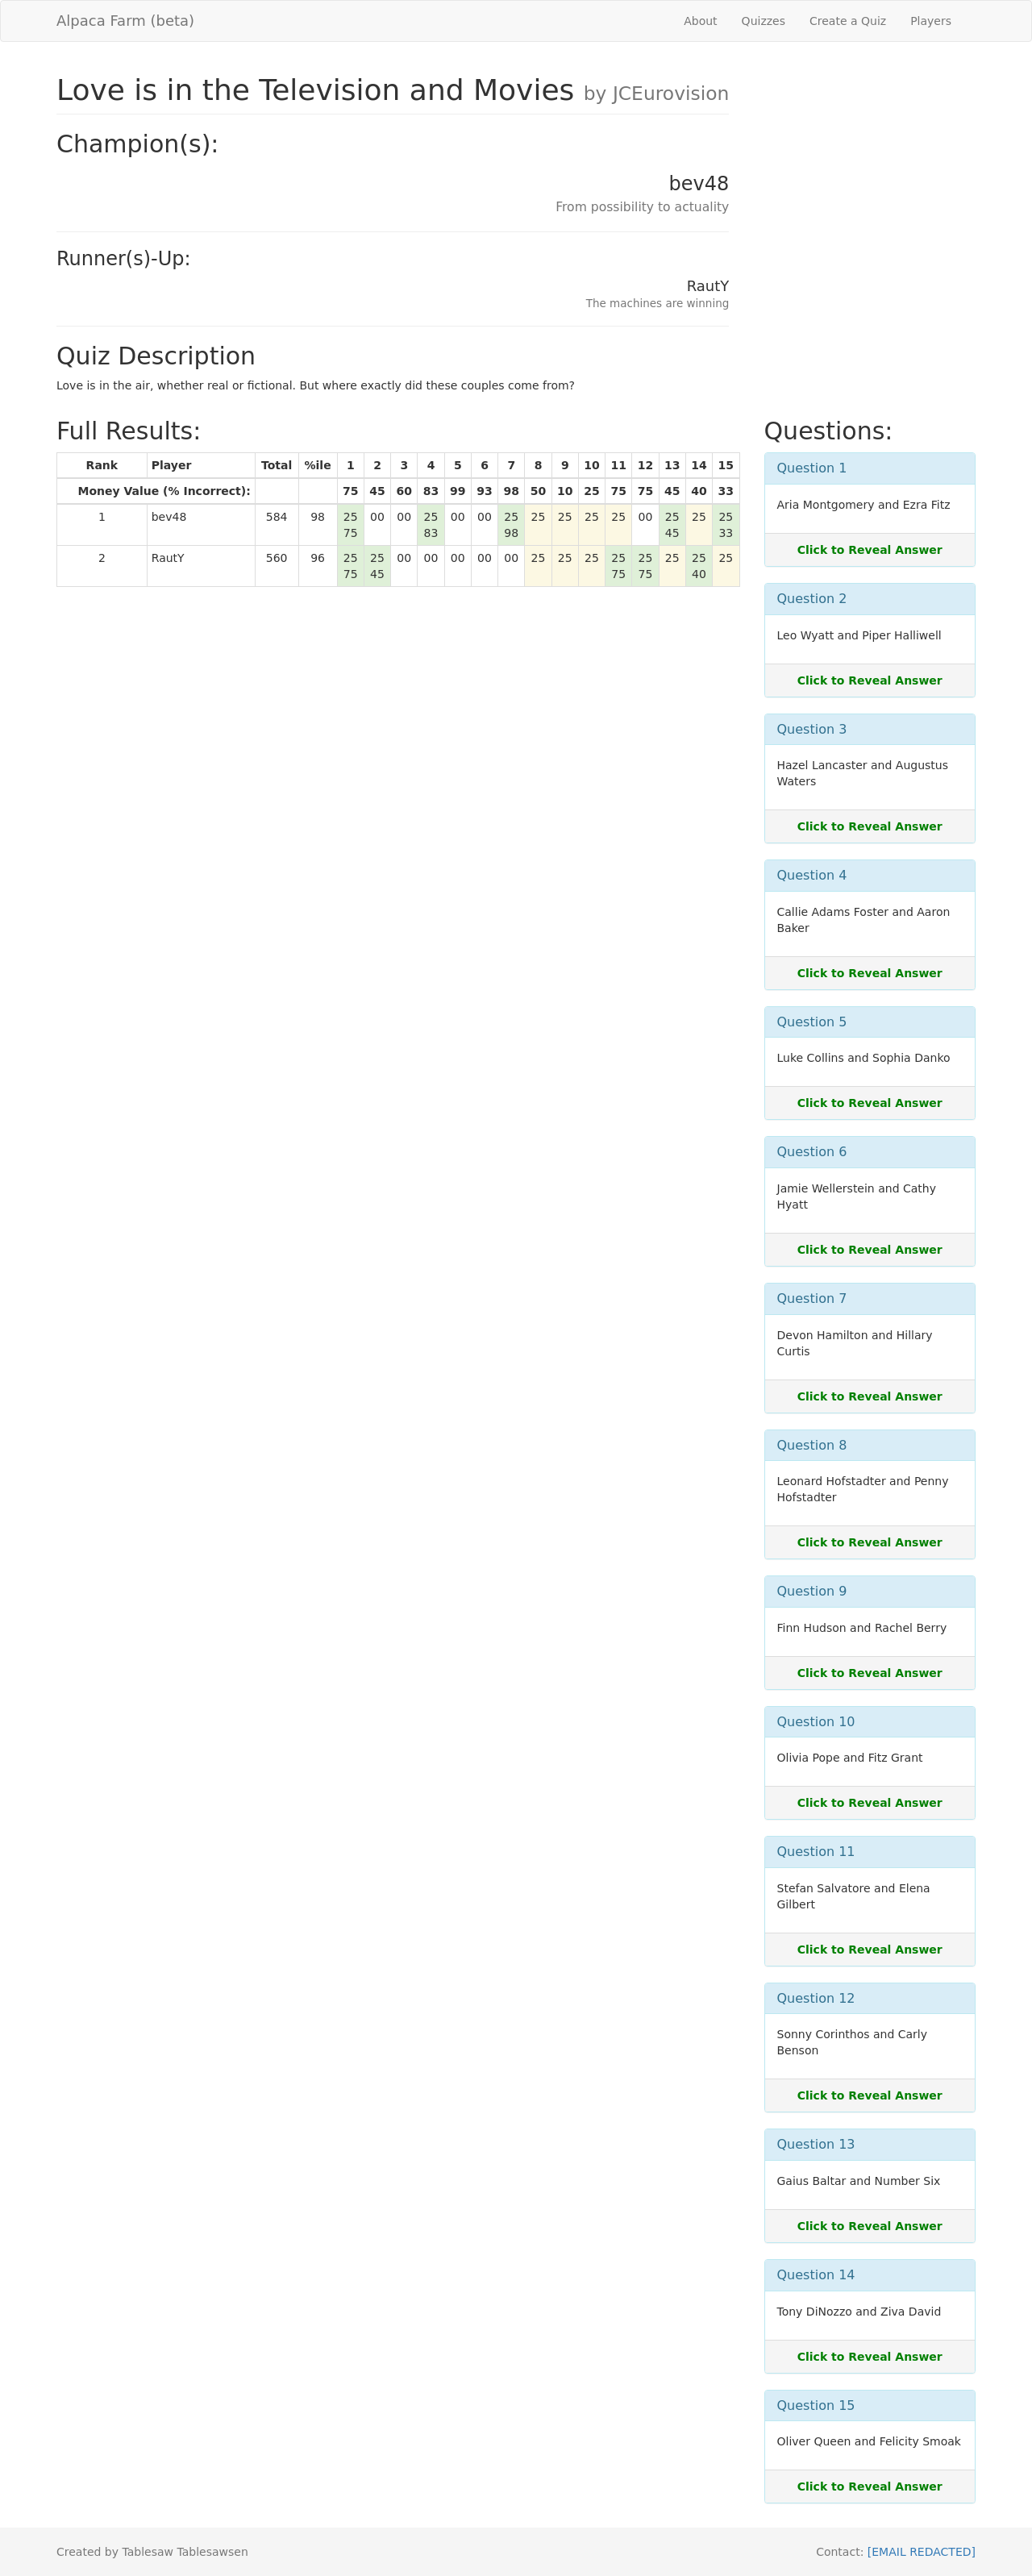 Alpaca Farm (beta) About Quizzes Create a Quiz Players
Love is in the Television and Movies by JCEurovision
Champion(s):
bev48
From possibility to actuality
Runner(s)-Up:
RautY
The machines are winning
Quiz Description
Love is in the air, whether real or fictional. But where exactly did these couples come from?
Full Results:
Rank Player Total %ile 1 2 3 4 5 6 7 8 9 10 11 12 13 14 15
Money Value (% Incorrect): 75 45 60 83 99 93 98 50 10 25 75 75 45 40 33
1 bev48 584 98 25 00 00 25 00 00 25 25 25 25 25 00 25 25 25
75 83 98 45 33
2 RautY 560 96 25 25 00 00 00 00 00 25 25 25 25 25 25 25 25
75 45 75 75 40
Questions:
Question 1
Aria Montgomery and Ezra Fitz
Click to Reveal Answer
Question 2
Leo Wyatt and Piper Halliwell
Click to Reveal Answer
Question 3
Hazel Lancaster and Augustus
Waters
Click to Reveal Answer
Question 4
Callie Adams Foster and Aaron
Baker
Click to Reveal Answer
Question 5
Luke Collins and Sophia Danko
Click to Reveal Answer
Question 6
Jamie Wellerstein and Cathy
Hyatt
Click to Reveal Answer
Question 7
Devon Hamilton and Hillary
Curtis
Click to Reveal Answer
Question 8
Leonard Hofstadter and Penny
Hofstadter
Click to Reveal Answer
Question 9
Finn Hudson and Rachel Berry
Click to Reveal Answer
Question 10
Olivia Pope and Fitz Grant
Click to Reveal Answer
Question 11
Stefan Salvatore and Elena
Gilbert
Click to Reveal Answer
Question 12
Sonny Corinthos and Carly
Benson
Click to Reveal Answer
Question 13
Gaius Baltar and Number Six
Click to Reveal Answer
Question 14
Tony DiNozzo and Ziva David
Click to Reveal Answer
Question 15
Oliver Queen and Felicity Smoak
Click to Reveal Answer
Created by Tablesaw Tablesawsen Contact: [EMAIL REDACTED]